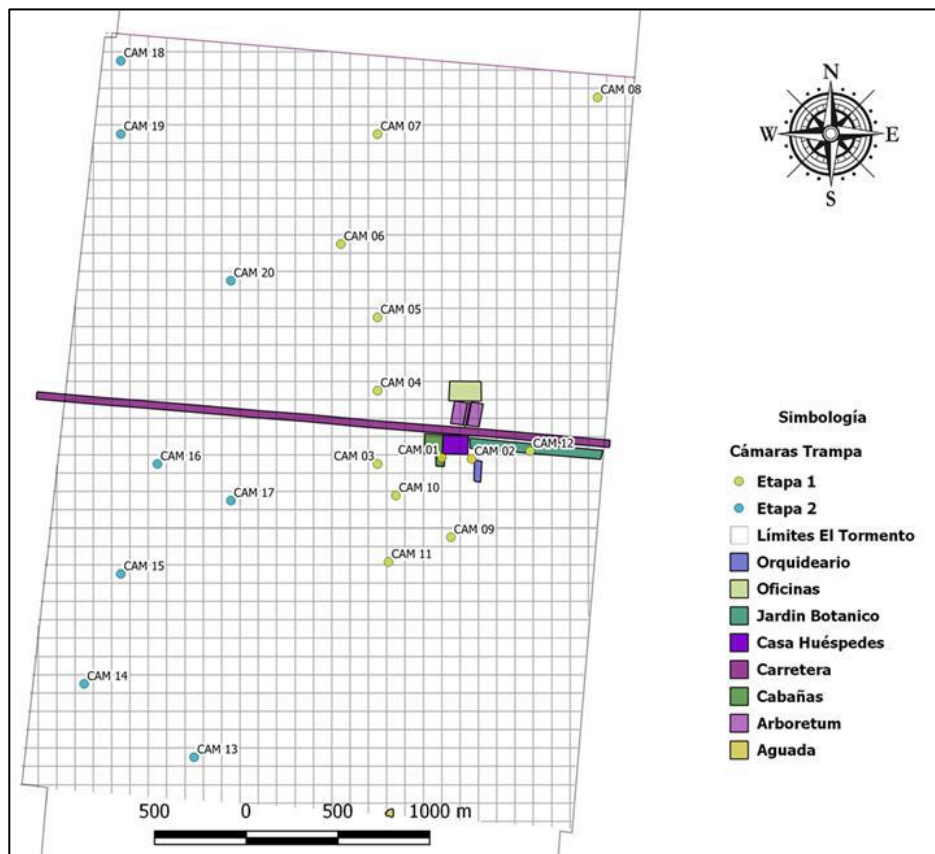 CAM 18
CAM 08
CAM 19
CAM 07
N
W
E
S
CAM 06
CAM 20
CAM 05
CAM 04
CAM 12
CAM 01
CAM 02
CAM 16
CAM 03
CAM 10
CAM 17
CAM 09
CAM 11
CAM 15
CAM 14
CAM 13
500 0 500 1000 m
Simbología
Cámaras Trampa
Etapa 1
Etapa 2
Límites El Tormento
Orquideario
Oficinas
Jardin Botanico
Casa Huéspedes
Carretera
Cabañas
Arboretum
Aguada